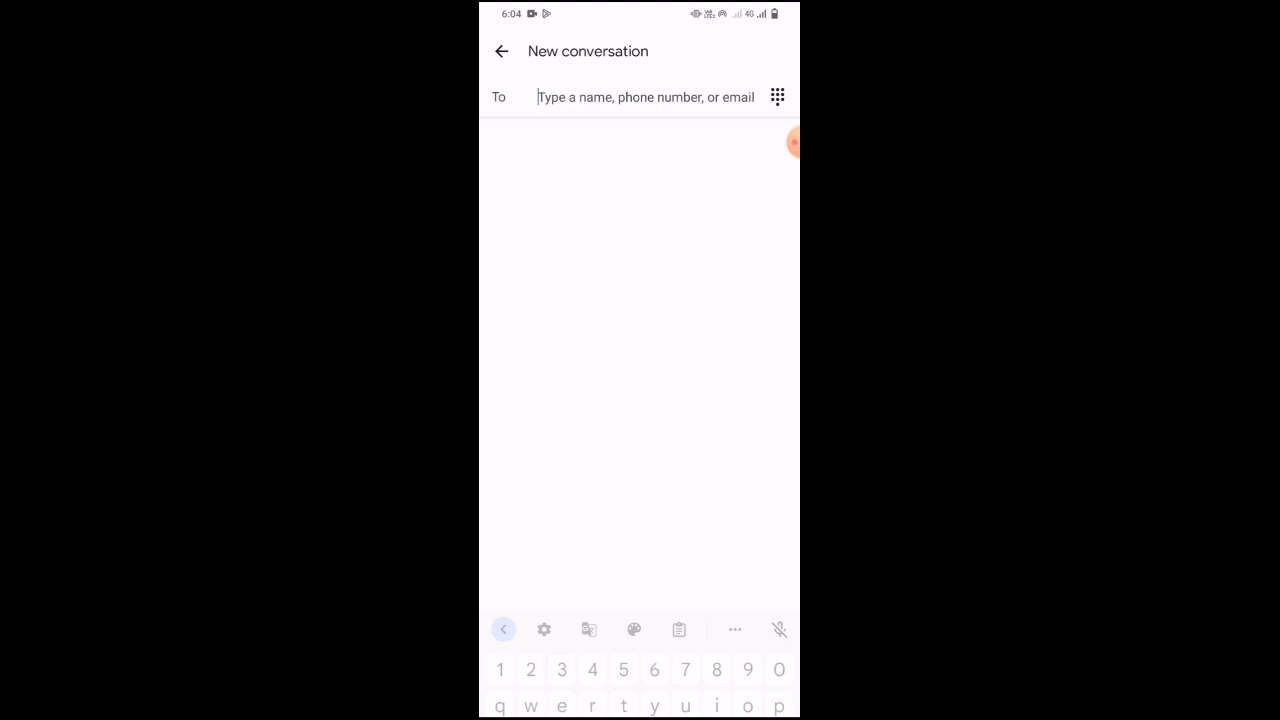 6:04 4G
New conversation
To Type a name, phone number, or email
1 2 3 4 5 6 7 8 9 0
q w e r t y u i o p